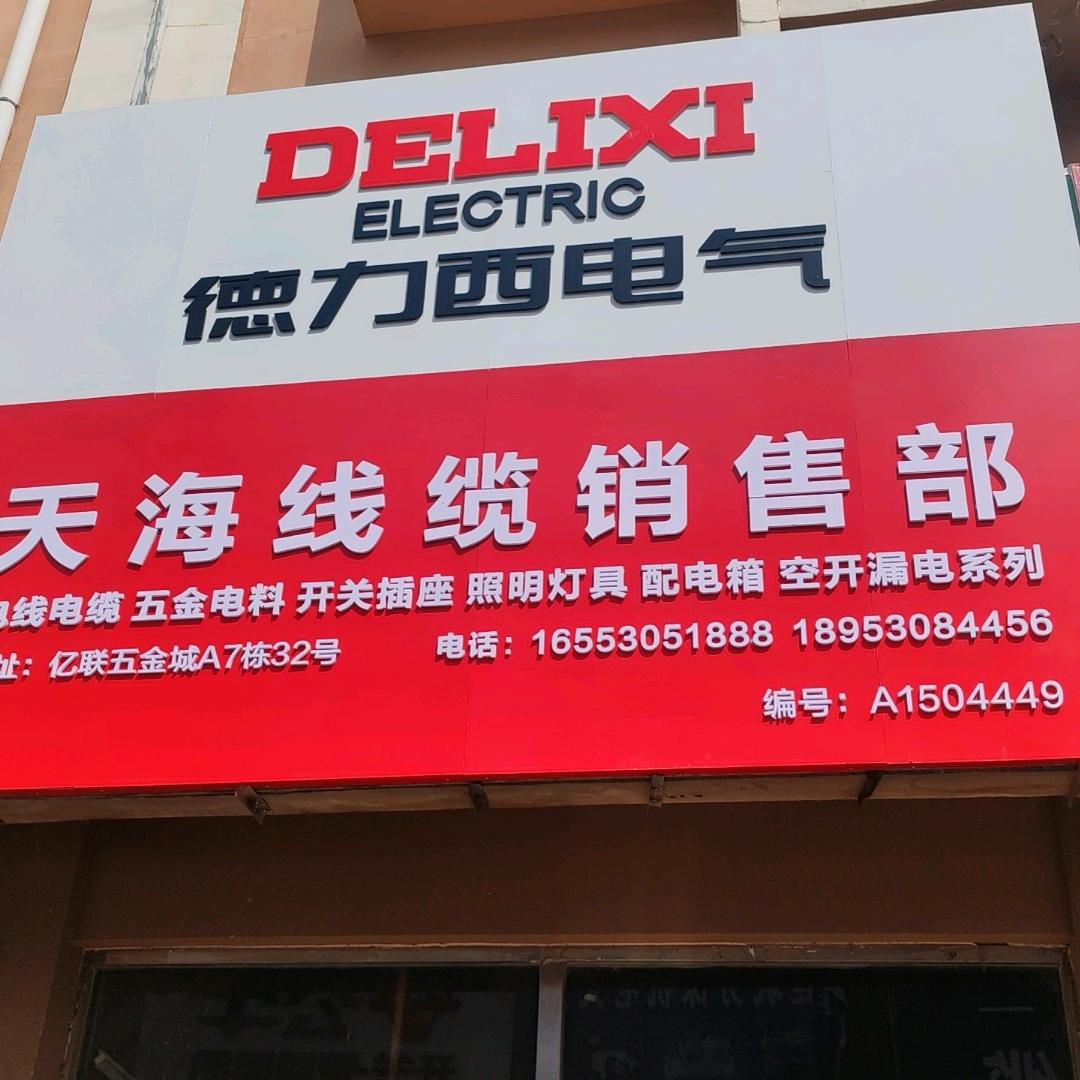 DELIXI
ELECTRIC
德力西电气
天海线缆销售部
电线电缆 五金电料 开关插座 照明灯具 配电箱 空开漏电系列
址：亿联五金城A7栋32号 电话：16553051888 18953084456
编号：A1504449